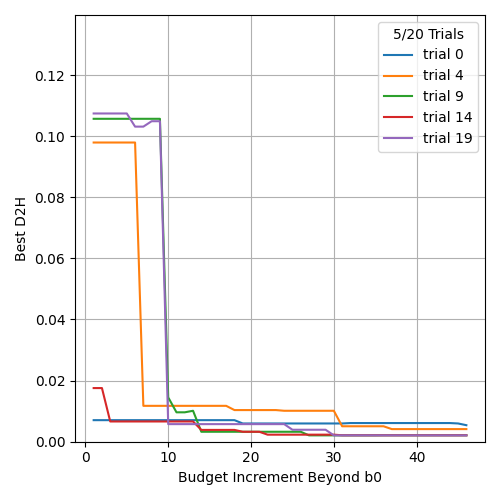 5/20 Trials
trial 0
trial 4
trial 9
trial 14
trial 19
0.12
0.10
0.08
0.06
0.04
0.02
0.00
Best D2H
0 10 20 30 40
Budget Increment Beyond b0